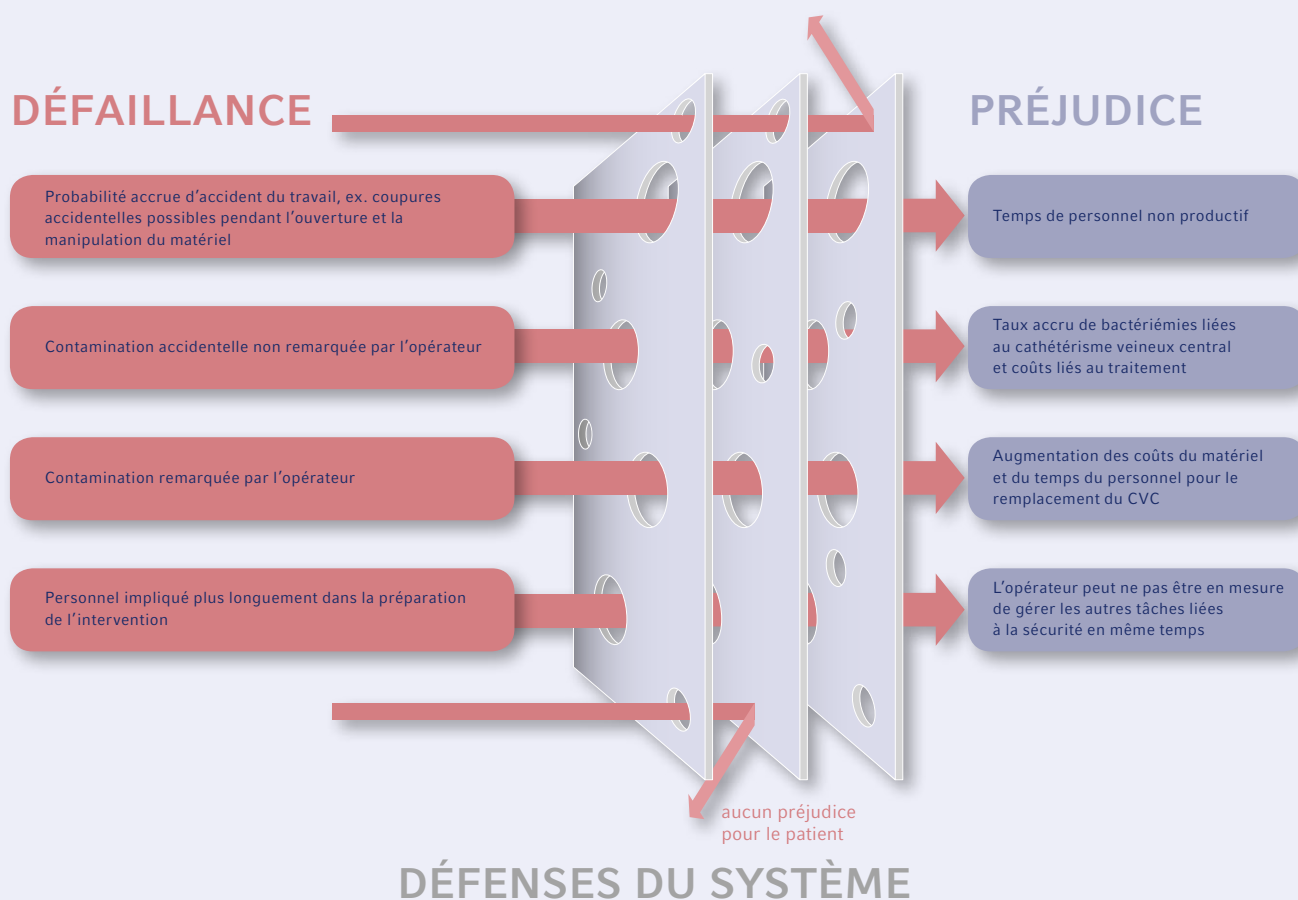 DÉFAILLANCE
PRÉJUDICE
Probabilité accrue d’accident du travail, ex. coupures
accidentelles possibles pendant l’ouverture et la
manipulation du matériel
Temps de personnel non productif
Contamination accidentelle non remarquée par l’opérateur
Taux accru de bactériémies liées
au cathétérisme veineux central
et coûts liés au traitement
Contamination remarquée par l’opérateur
Augmentation des coûts du matériel
et du temps du personnel pour le
remplacement du CVC
Personnel impliqué plus longuement dans la préparation
de l’intervention
L’opérateur peut ne pas être en mesure
de gérer les autres tâches liées
à la sécurité en même temps
aucun préjudice
pour le patient
DÉFENSES DU SYSTÈME